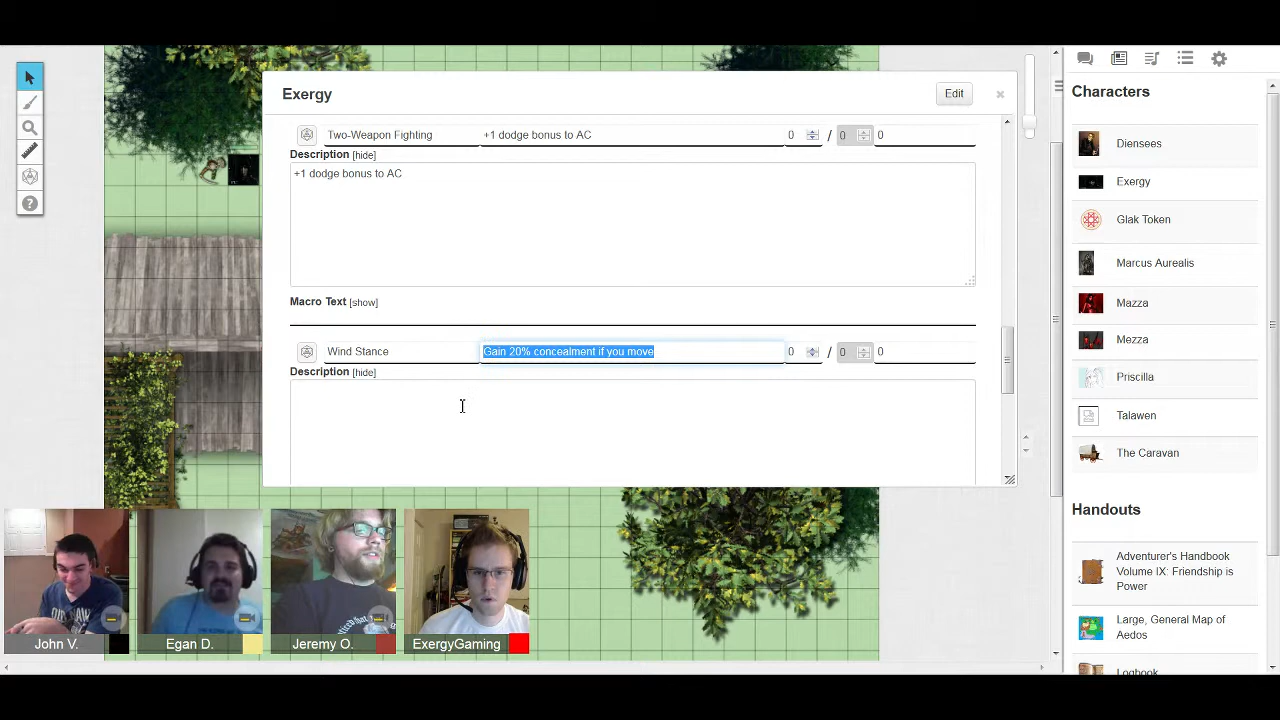 Exergy
Edit
Two-Weapon Fighting
+1 dodge bonus to AC
0 / 0 0
Description [hide]
+1 dodge bonus to AC
Macro Text [show]
Wind Stance
Gain 20% concealment if you move
0 / 0 0
Description [hide]
Characters
Diensees
Exergy
Glak Token
Marcus Aurealis
Mazza
Mezza
Priscilla
Talawen
The Caravan
Handouts
Adventurer's Handbook
Volume IX: Friendship is
Power
Large, General Map of
Aedos
Logbook
John V.
Egan D.
Jeremy O.
ExergyGaming